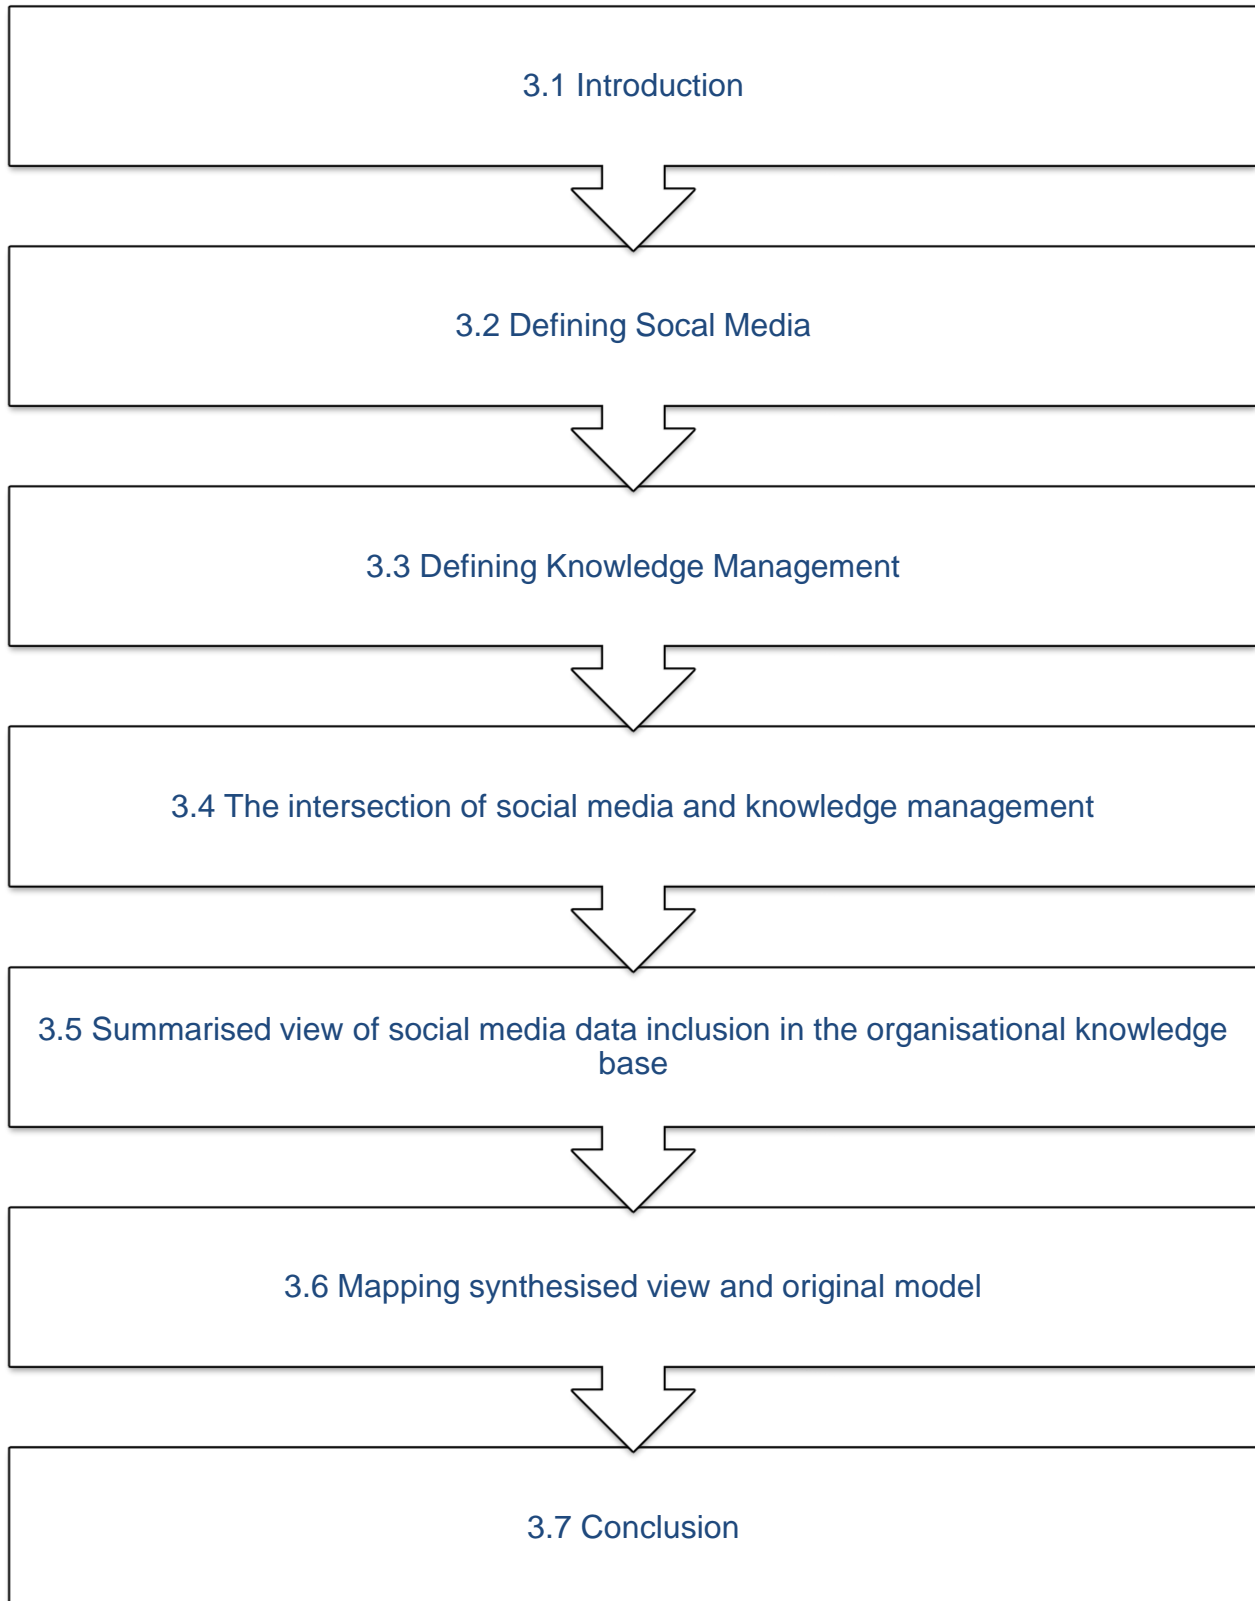 3.1 Introduction
3.2 Defining Socal Media
3.3 Defining Knowledge Management
3.4 The intersection of social media and knowledge management
3.5 Summarised view of social media data inclusion in the organisational knowledge
base
3.6 Mapping synthesised view and original model
3.7 Conclusion